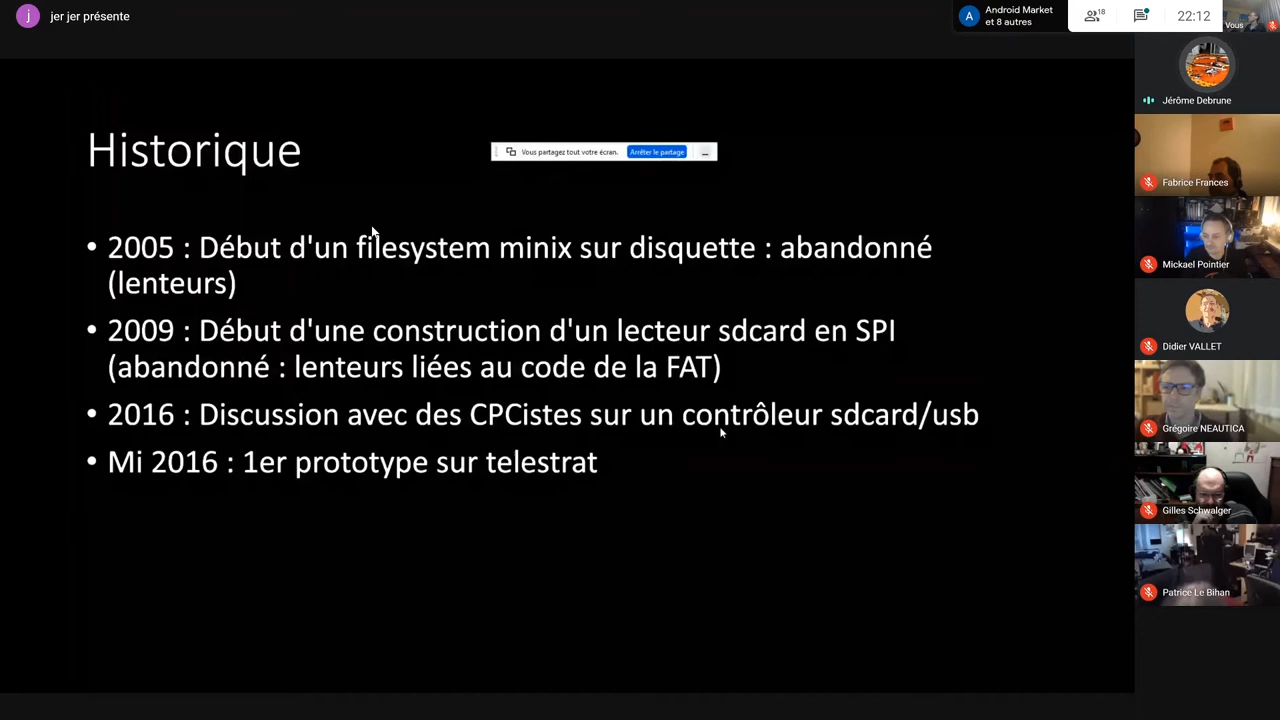 j
jer jer présente
A
Android Market
et 8 autres
18
22:12
Vous
Jérôme Debrune
Historique
Vous partagez tout votre écran.
Arrêter le partage
Fabrice Frances
• 2005 : Début d'un filesystem minix sur disquette : abandonné
(lenteurs)
Mickael Pointier
• 2009 : Début d'une construction d'un lecteur sdcard en SPI
(abandonné : lenteurs liées au code de la FAT)
Didier VALLET
• 2016 : Discussion avec des CPCistes sur un contrôleur sdcard/usb
Grégoire NEAUTICA
• Mi 2016 : 1er prototype sur telestrat
Gilles Schwalger
Patrice Le Bihan